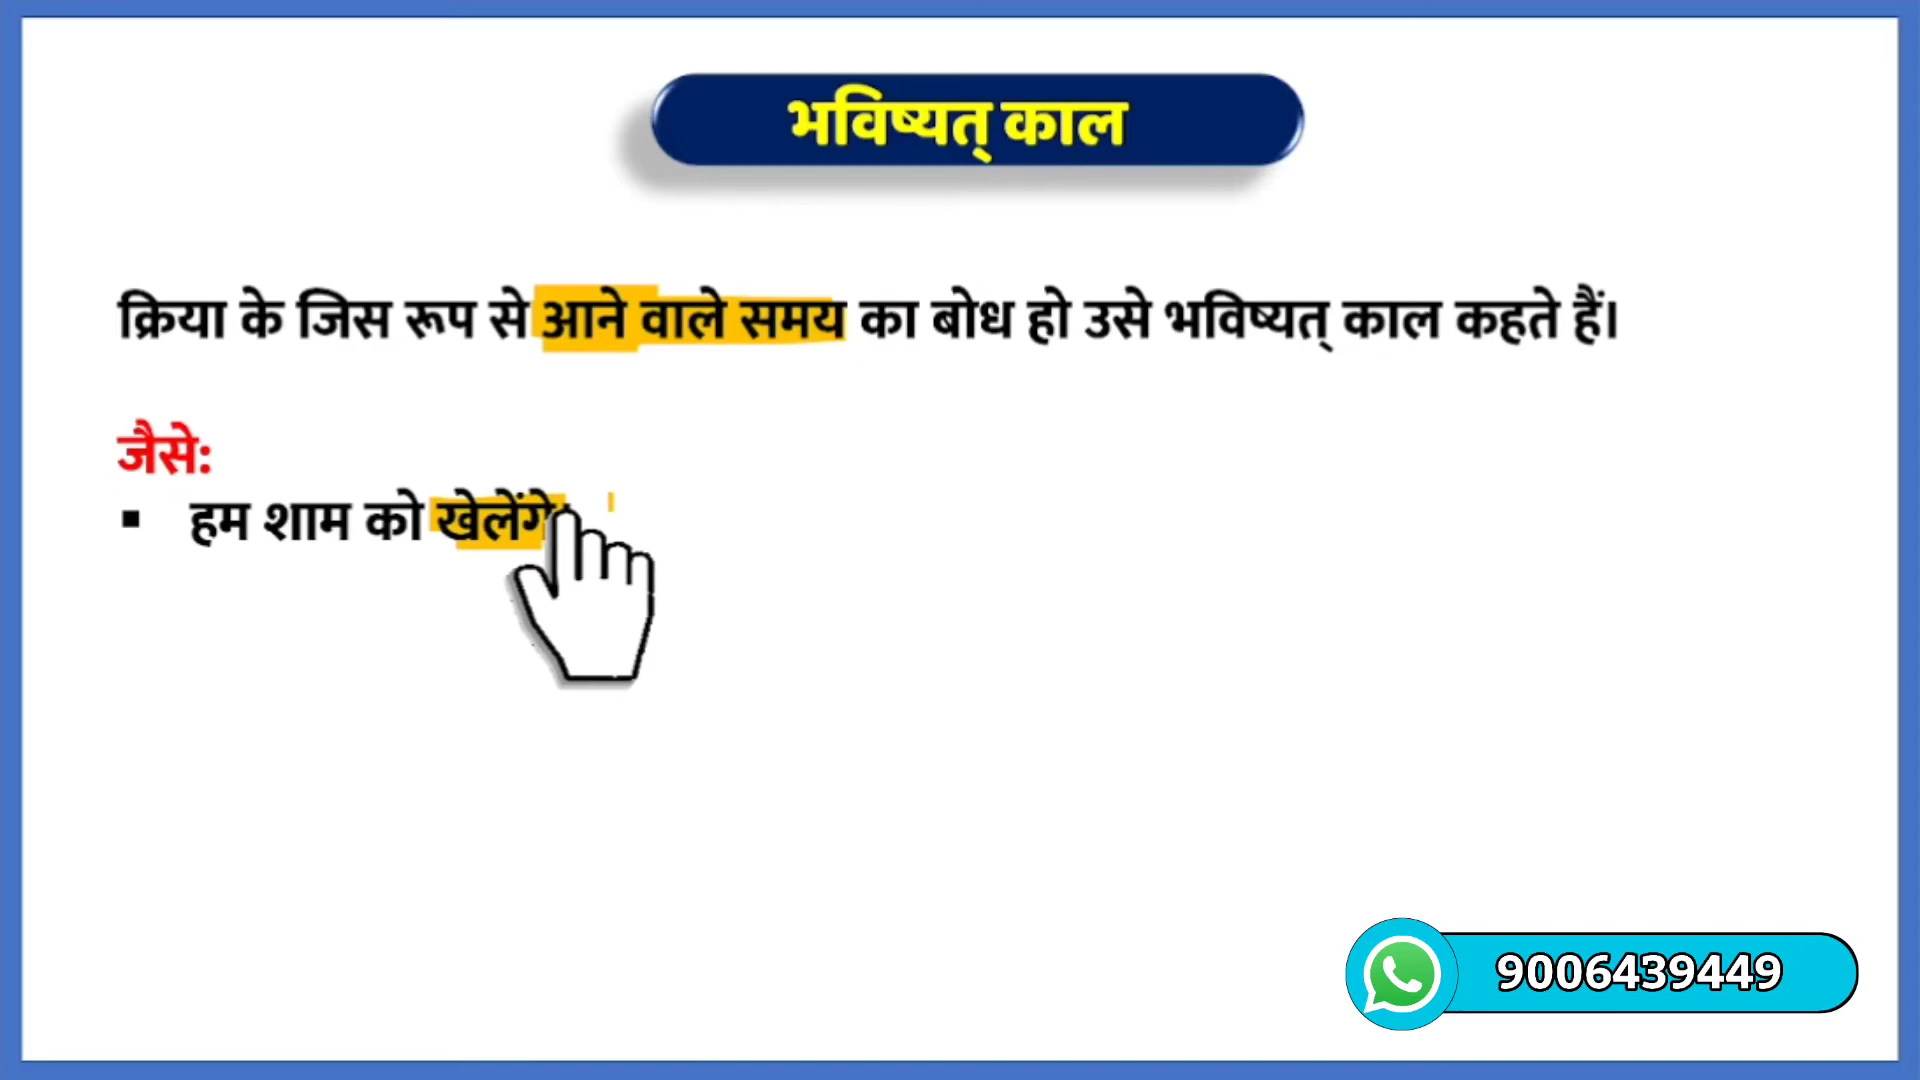 भविष्यत् काल
क्रिया के जिस रूप से आने वाले समय का बोध हो उसे भविष्यत् काल कहते हैं।
जैसे:
▪ हम शाम को खेलेंगे
9006439449